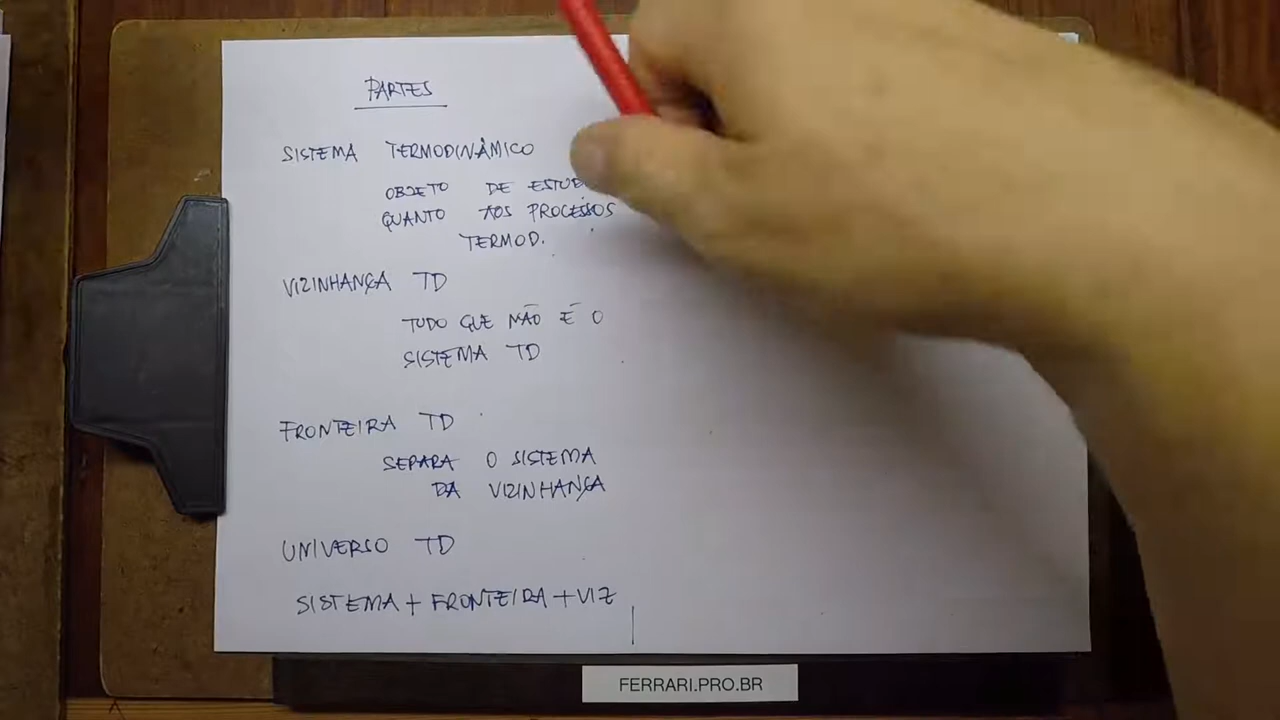 PARTES
SISTEMA TERMODINÂMICO
OBJETO DE ESTUDO
QUANTO AOS PROCESSOS
TERMOD.
VIZINHANÇA TD
TUDO QUE NÃO É O
SISTEMA TD
FRONTEIRA TD
SEPARA O SISTEMA
DA VIZINHANÇA
UNIVERSO TD
SISTEMA + FRONTEIRA + VIZ
FERRARI.PRO.BR